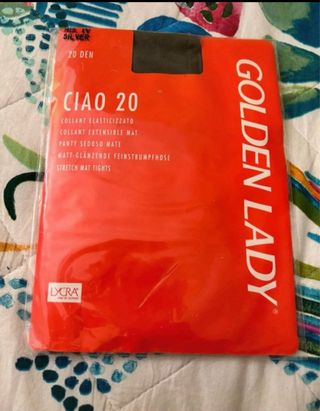 SILVER
20 DEN
CIAO 20
COLLANT ELASTICIZZATO
COLLANT EXTENSIBLE MAT
PANTY SEDOSO MATE
MATT-GLÄNZENDE FEINSTRUMPFHOSE
STRETCH MAT TIGHTS
GOLDEN LADY®
LYCRA®